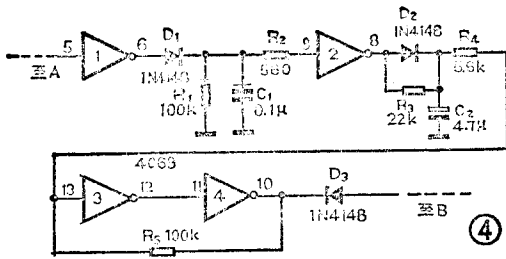 D₁ R₂ D₂ R₄
5 1 6 9 2 8
至A 1N4148 560 1N4148 5.6k
R₁ 100k C₁ 0.1μ R₃ 22k C₂ 4.7μ
4069
13 3 12 11 4 10 D₃
1N4148 至B
R₅ 100k
④